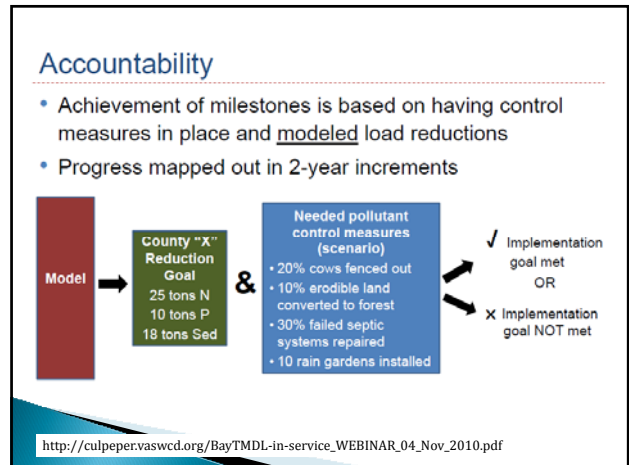 Accountability
• Achievement of milestones is based on having control
measures in place and modeled load reductions
• Progress mapped out in 2-year increments
Model
County “X”
Reduction
Goal
25 tons N
10 tons P
18 tons Sed
&
Needed pollutant
control measures
(scenario)
• 20% cows fenced out
• 10% erodible land
converted to forest
• 30% failed septic
systems repaired
• 10 rain gardens installed
√ Implementation
goal met
OR
x Implementation
goal NOT met
http://culpeper.vaswcd.org/BayTMDL-in-service_WEBINAR_04_Nov_2010.pdf